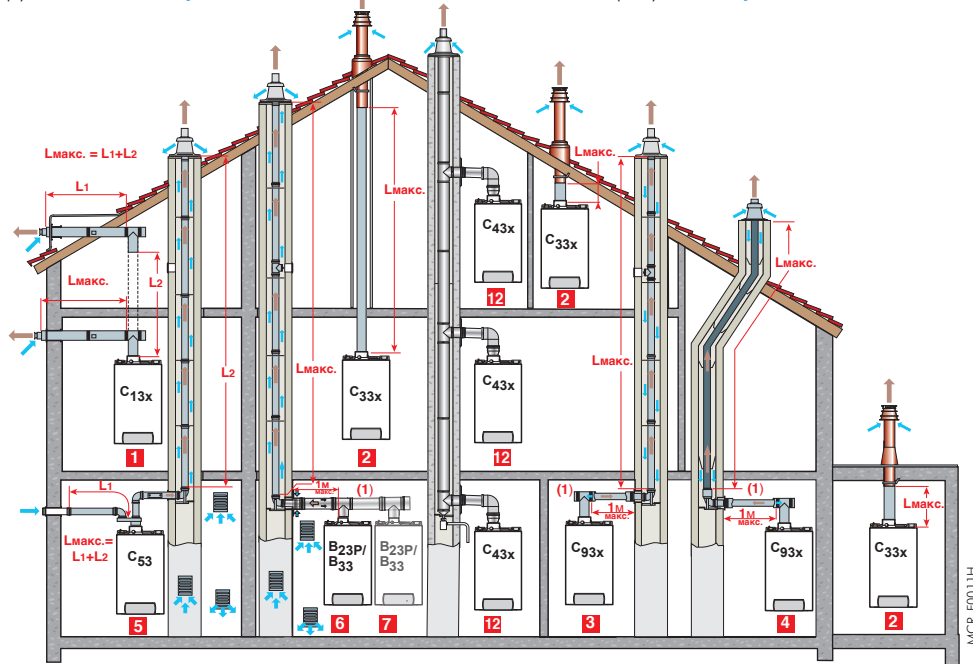 Lмакс. = L1+L2
L1
Lмакс.
L2
C13x
1
L2
Lмакс.
Lмакс.
C33x
2
C43x
12
Lмакс.
C33x
2
C43x
12
Lмакс.
Lмакс.
L1
Lмакс.=
L1+L2
C53
5
1м
макс.
(1)
B23P/
B33
6
B23P/
B33
7
C43x
12
(1)
1м
макс.
C93x
3
(1)
1м
макс.
C93x
4
Lмакс.
C33x
2
MCR_F0011H